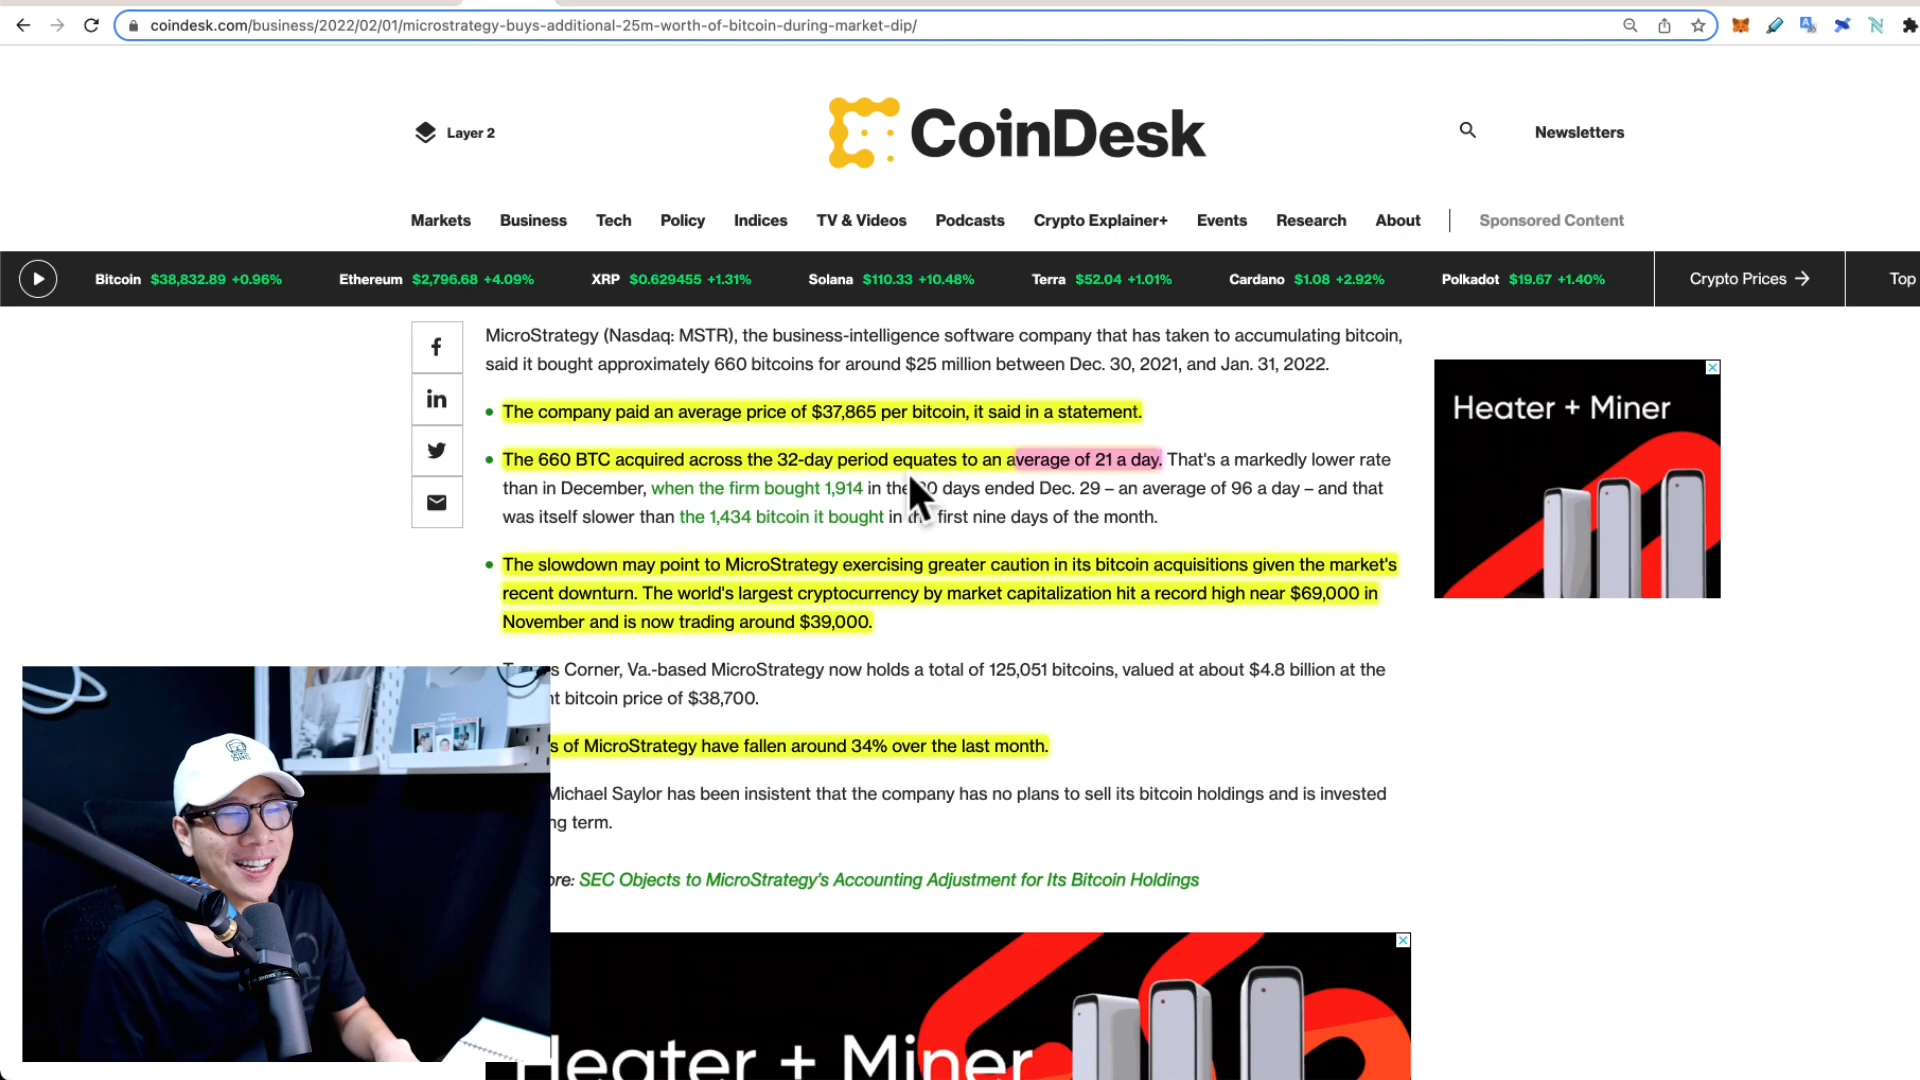 coindesk.com/business/2022/02/01/microstrategy-buys-additional-25m-worth-of-bitcoin-during-market-dip/
Layer 2
CoinDesk
Newsletters
Markets Business Tech Policy Indices TV & Videos Podcasts Crypto Explainer+ Events Research About Sponsored Content
Bitcoin $38,832.89 +0.96% Ethereum $2,796.68 +4.09% XRP $0.629455 +1.31% Solana $110.33 +10.48% Terra $52.04 +1.01% Cardano $1.08 +2.92% Polkadot $19.67 +1.40% Crypto Prices → Top
MicroStrategy (Nasdaq: MSTR), the business-intelligence software company that has taken to accumulating bitcoin,
said it bought approximately 660 bitcoins for around $25 million between Dec. 30, 2021, and Jan. 31, 2022.
The company paid an average price of $37,865 per bitcoin, it said in a statement.
The 660 BTC acquired across the 32-day period equates to an average of 21 a day. That's a markedly lower rate
than in December, when the firm bought 1,914 in the days ended Dec. 29 – an average of 96 a day – and that
was itself slower than the 1,434 bitcoin it bought in first nine days of the month.
The slowdown may point to MicroStrategy exercising greater caution in its bitcoin acquisitions given the market's
recent downturn. The world's largest cryptocurrency by market capitalization hit a record high near $69,000 in
November and is now trading around $39,000.
Corner, Va.-based MicroStrategy now holds a total of 125,051 bitcoins, valued at about $4.8 billion at the
bitcoin price of $38,700.
of MicroStrategy have fallen around 34% over the last month.
Michael Saylor has been insistent that the company has no plans to sell its bitcoin holdings and is invested
term.
SEC Objects to MicroStrategy's Accounting Adjustment for Its Bitcoin Holdings
Heater + Miner
Heater + Miner